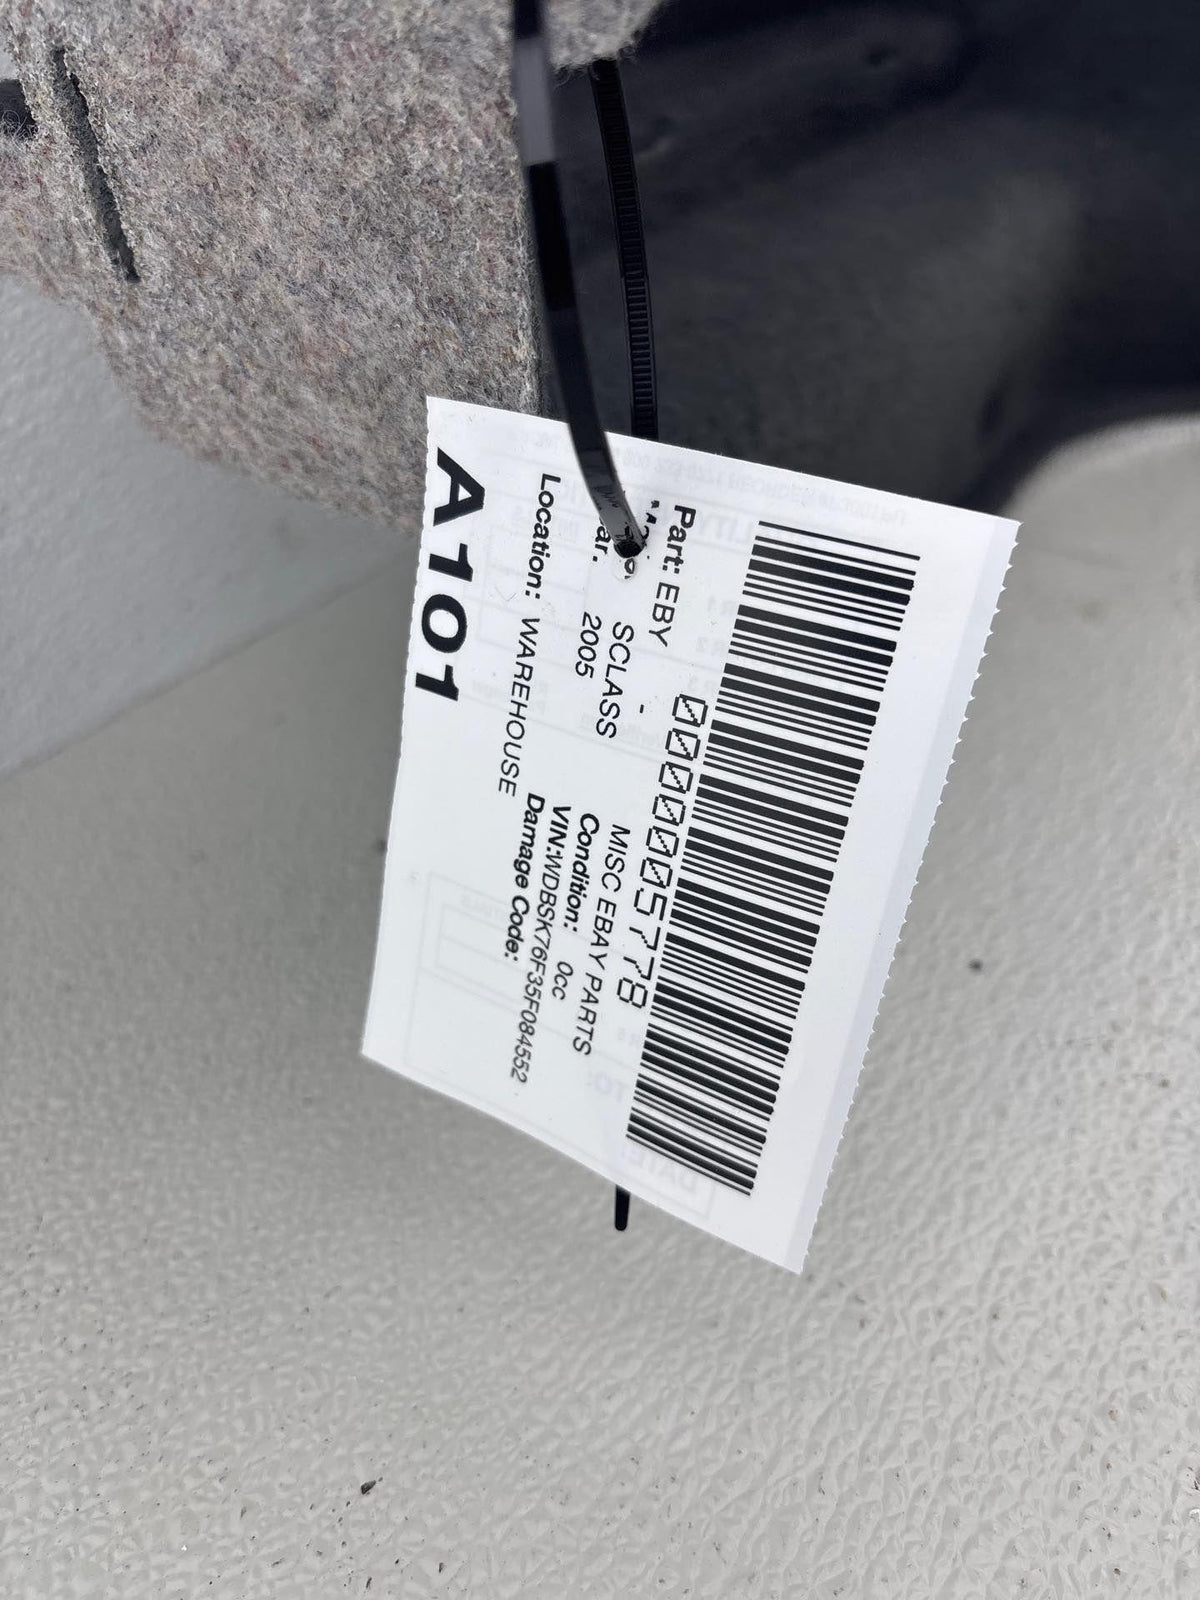 0000005778
Part: EBY - MISC EBAY PARTS
SCLASS Condition: 0cc
2005 VIN:WDBSK76F35F084552
Location: WAREHOUSE Damage Code:
A101